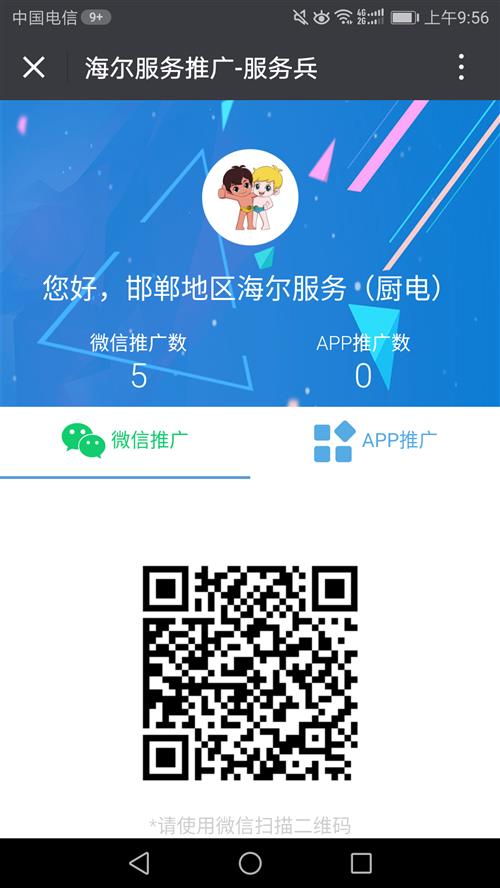 中国电信 9+ 4G 2G 上午9:56
海尔服务推广-服务兵
您好，邯郸地区海尔服务（厨电）
微信推广数 APP推广数
5 0
微信推广 APP推广
*请使用微信扫描二维码